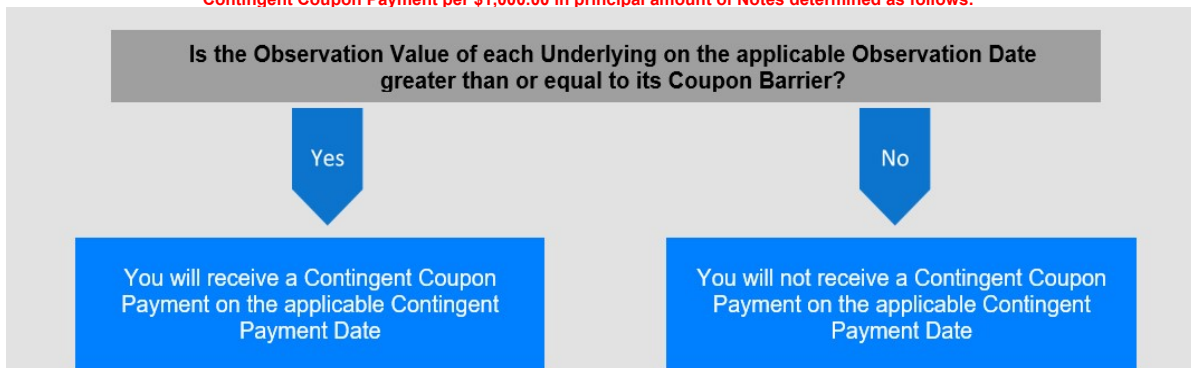 Contingent Coupon Payment per $1,000.00 in principal amount of Notes determined as follows:
Is the Observation Value of each Underlying on the applicable Observation Date
greater than or equal to its Coupon Barrier?
Yes
No
You will receive a Contingent Coupon
Payment on the applicable Contingent
Payment Date
You will not receive a Contingent Coupon
Payment on the applicable Contingent
Payment Date